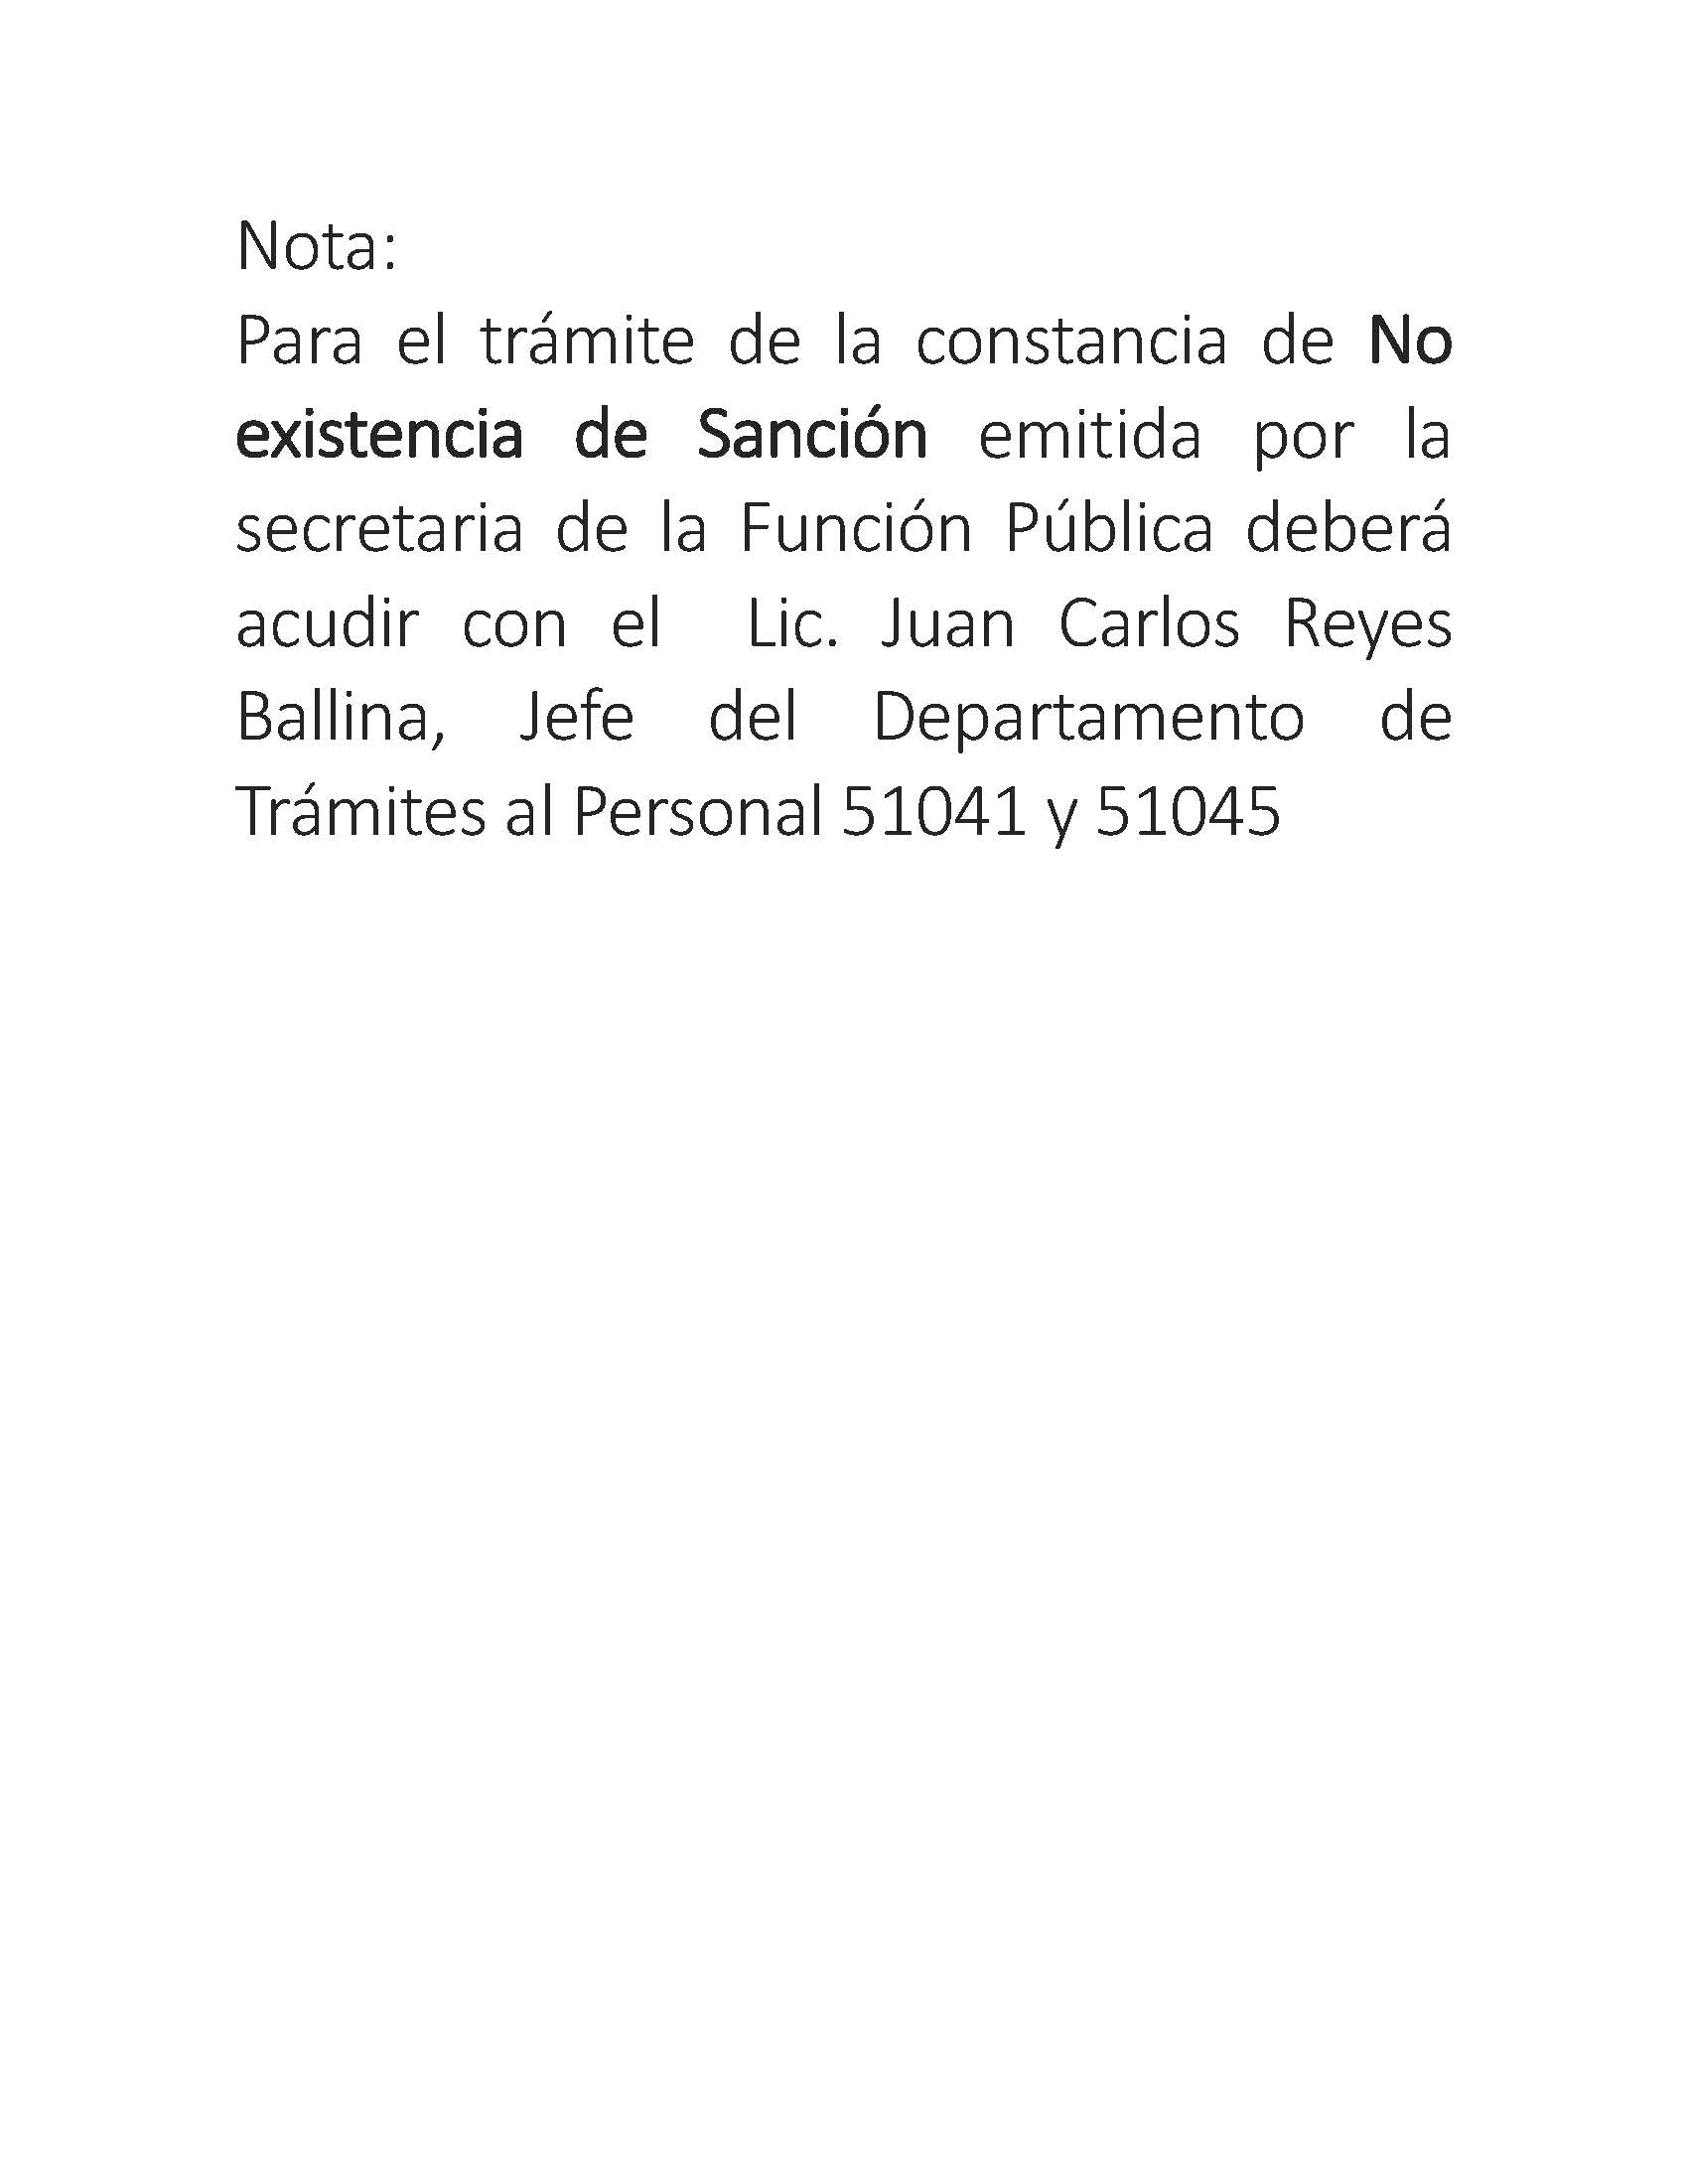 Nota:
Para el trámite de la constancia de No
existencia de Sanción emitida por la
secretaria de la Función Pública deberá
acudir con el Lic. Juan Carlos Reyes
Ballina, Jefe del Departamento de
Trámites al Personal 51041 y 51045